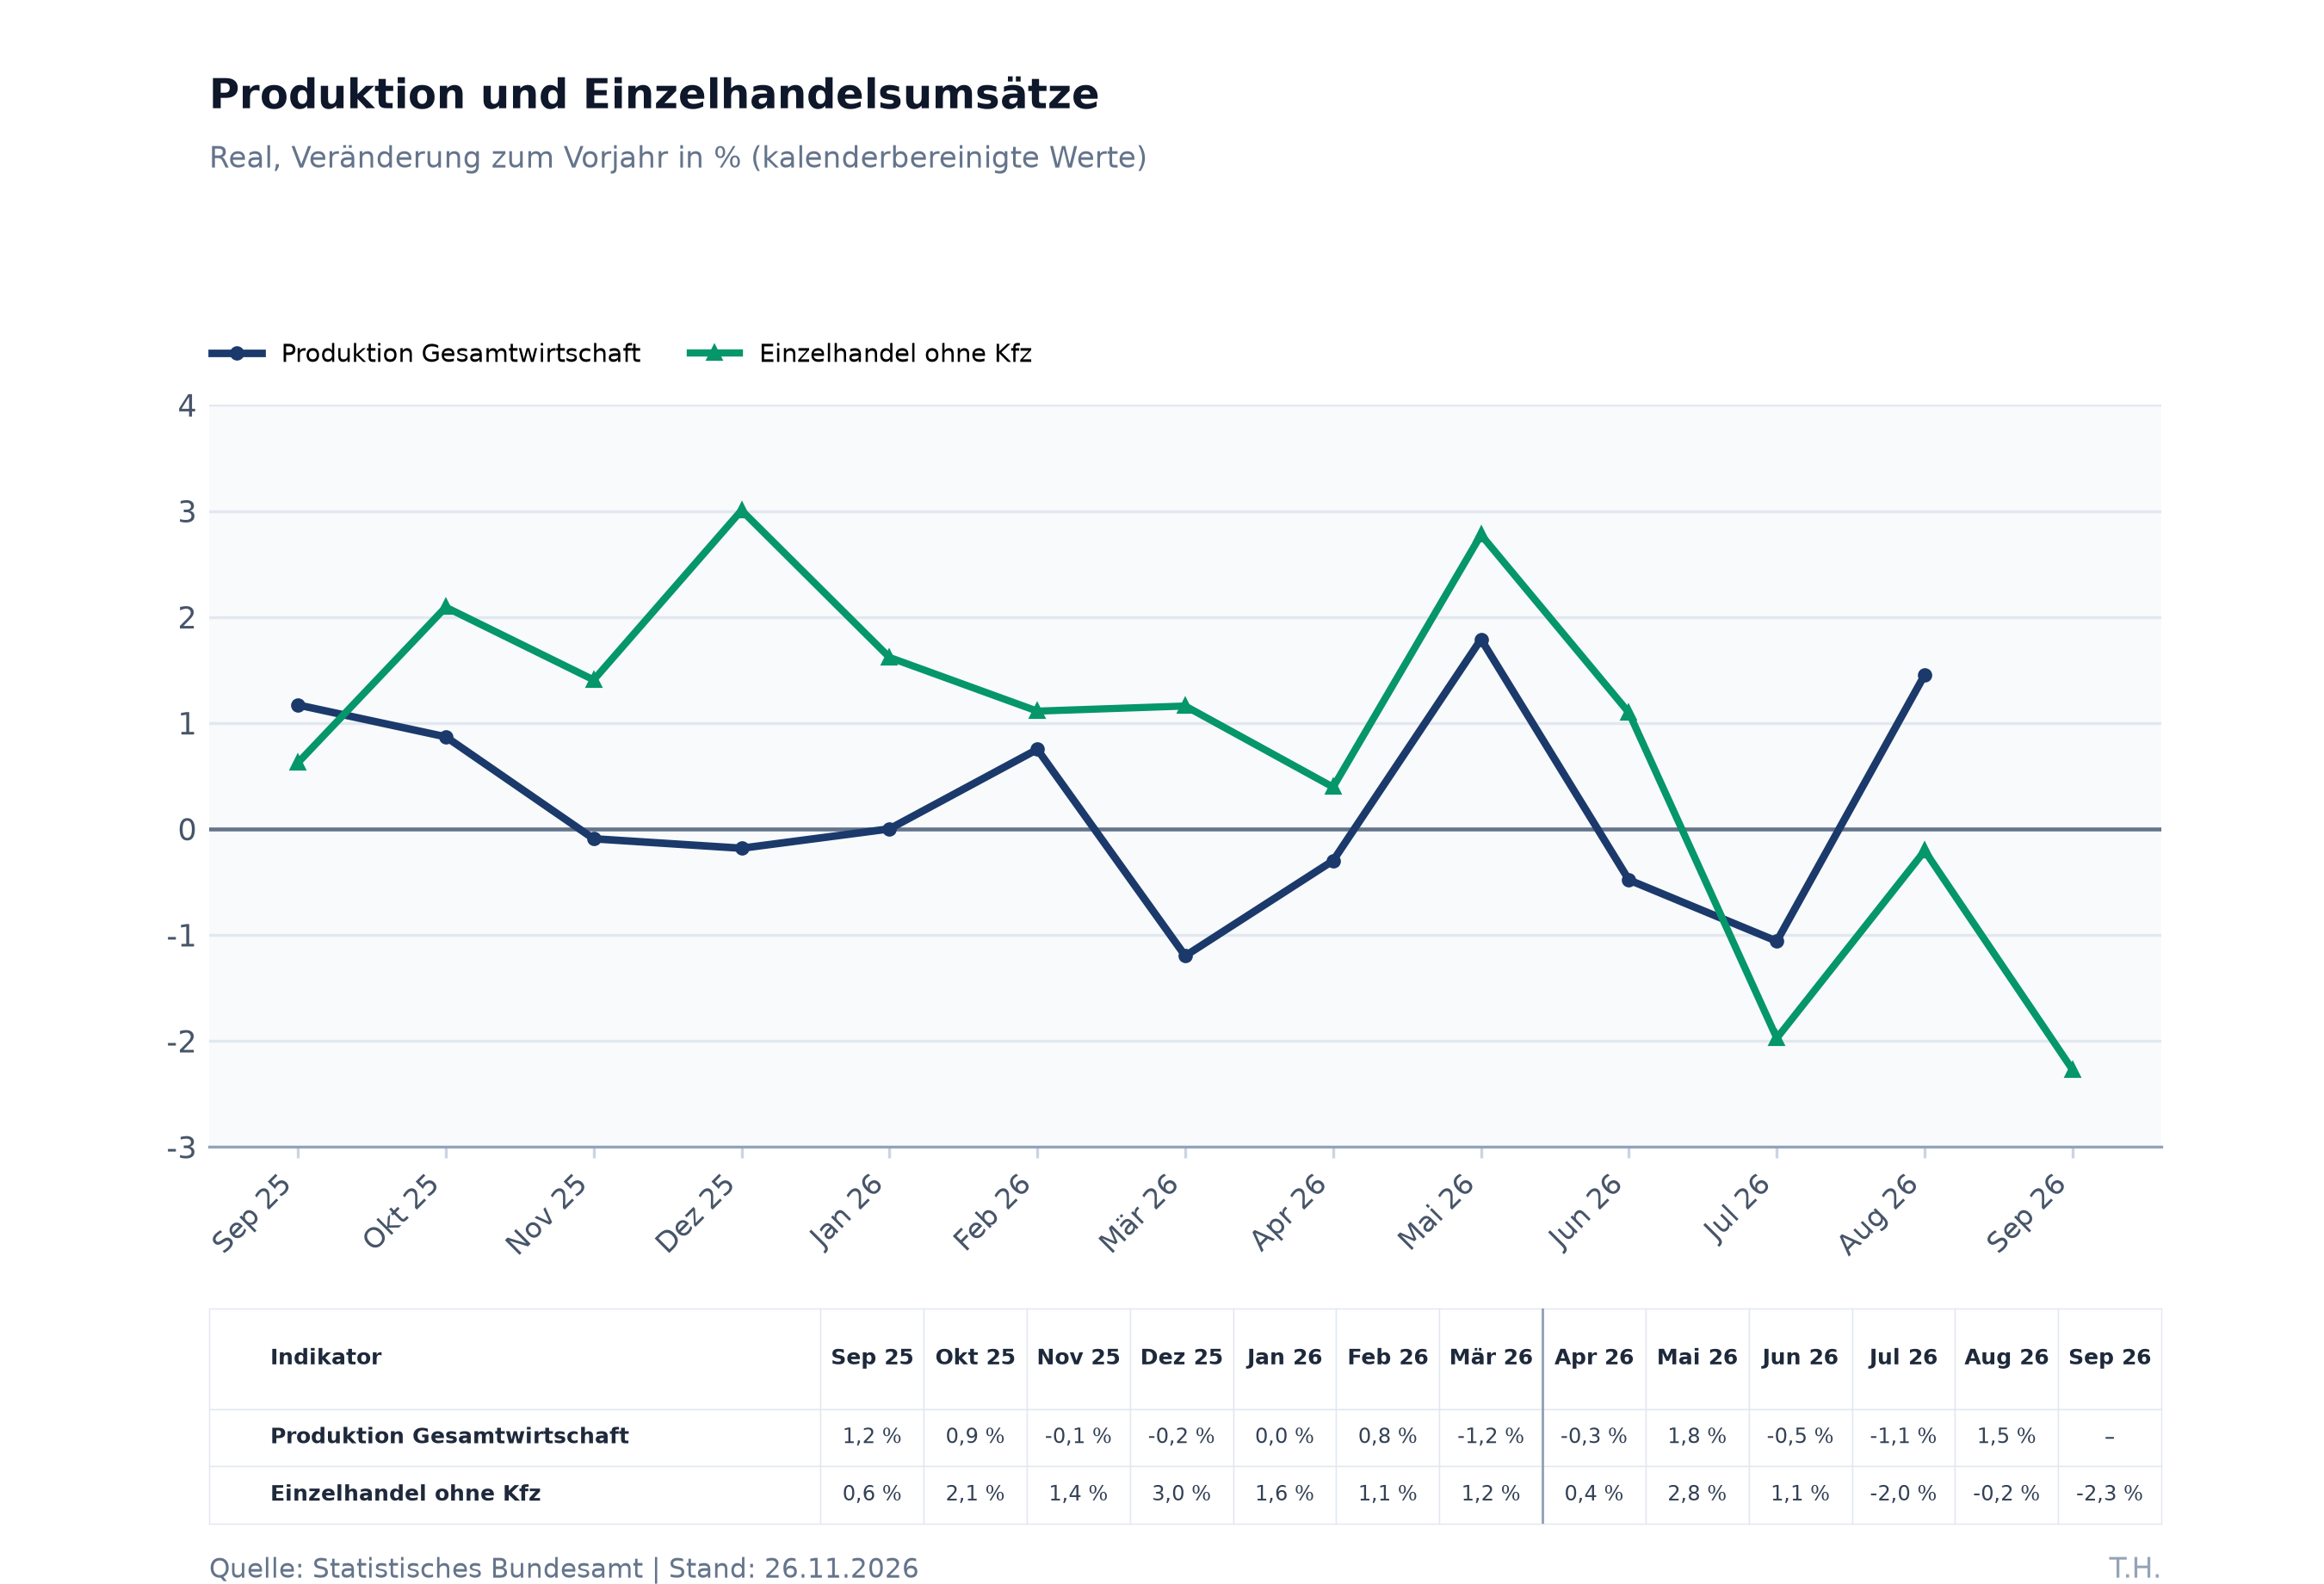 Produktion und Einzelhandelsumsätze
Real, Veränderung zum Vorjahr in % (kalenderbereinigte Werte)
Produktion Gesamtwirtschaft Einzelhandel ohne Kfz
4
3
2
1
0
-1
-2
-3
Sep 25 Okt 25 Nov 25 Dez 25 Jan 26 Feb 26 Mär 26 Apr 26 Mai 26 Jun 26 Jul 26 Aug 26 Sep 26
Indikator Sep 25 Okt 25 Nov 25 Dez 25 Jan 26 Feb 26 Mär 26 Apr 26 Mai 26 Jun 26 Jul 26 Aug 26 Sep 26
Produktion Gesamtwirtschaft 1,2 % 0,9 % -0,1 % -0,2 % 0,0 % 0,8 % -1,2 % -0,3 % 1,8 % -0,5 % -1,1 % 1,5 % –
Einzelhandel ohne Kfz 0,6 % 2,1 % 1,4 % 3,0 % 1,6 % 1,1 % 1,2 % 0,4 % 2,8 % 1,1 % -2,0 % -0,2 % -2,3 %
Quelle: Statistisches Bundesamt | Stand: 26.11.2026 T.H.